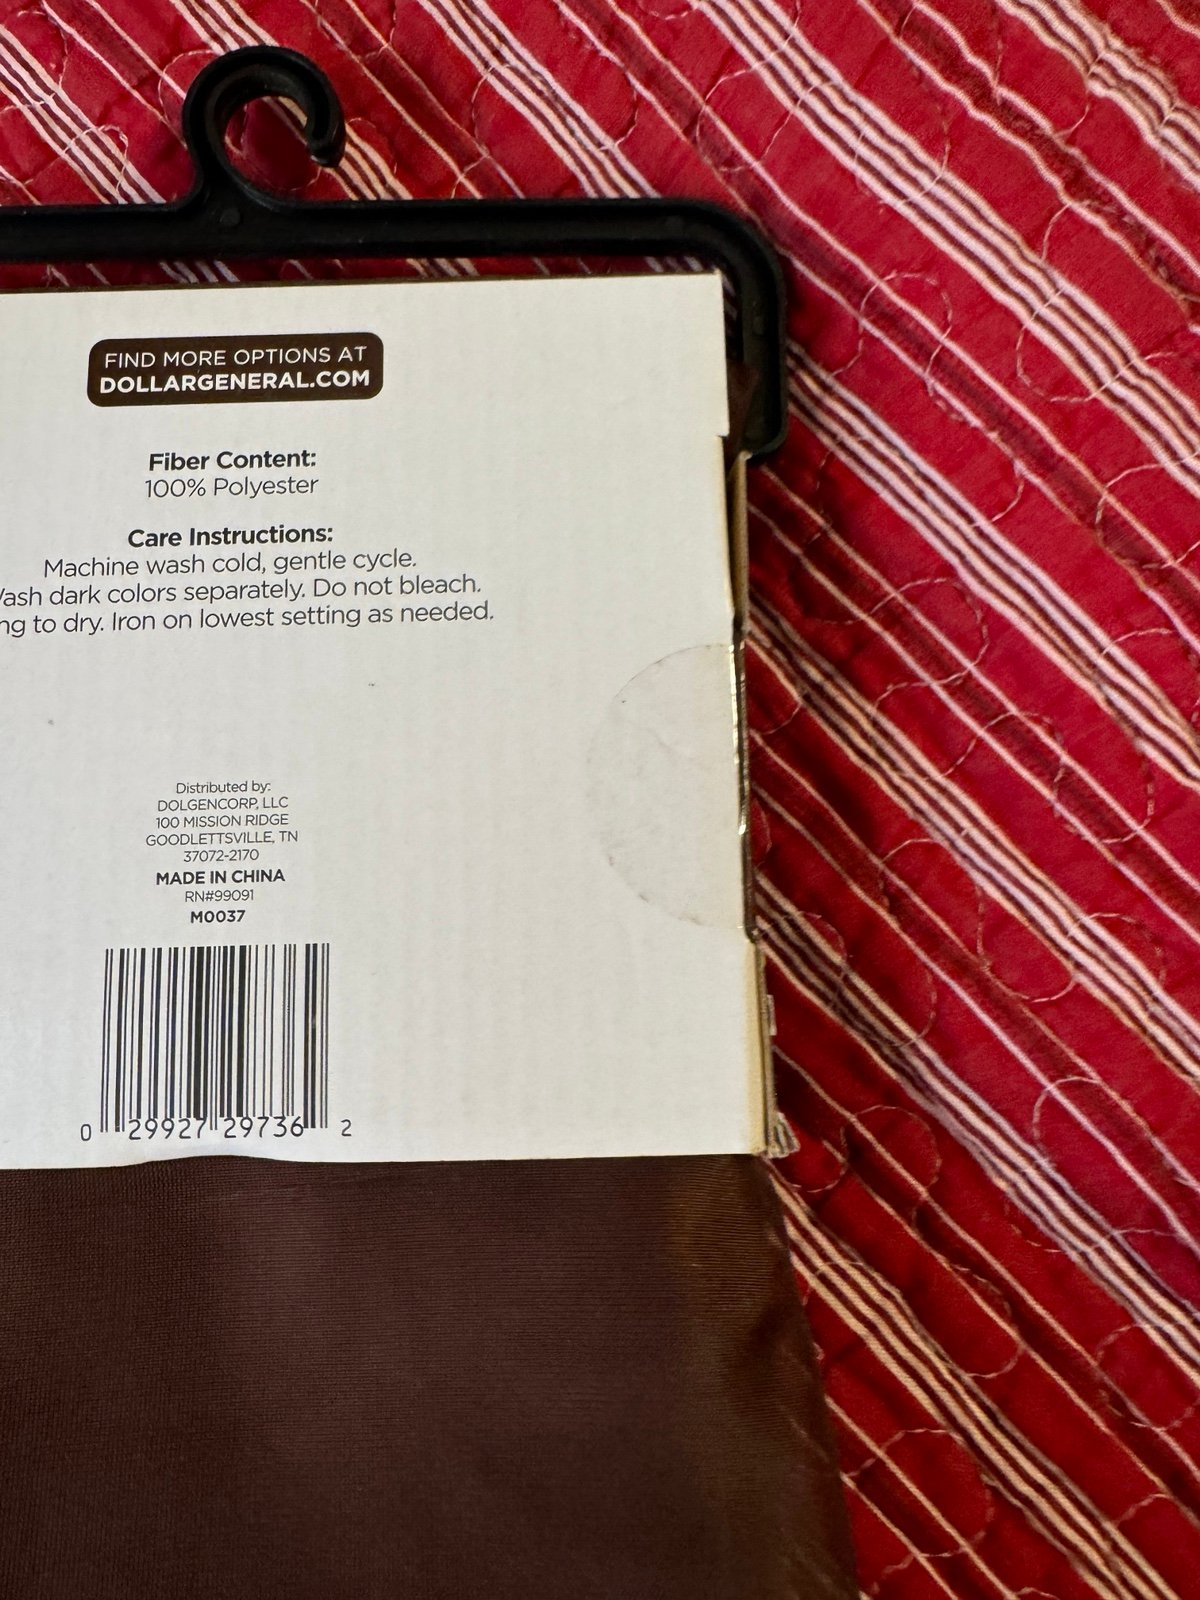 FIND MORE OPTIONS AT
DOLLARGENERAL.COM
Fiber Content:
100% Polyester
Care Instructions:
Machine wash cold, gentle cycle.
dark colors separately. Do not bleach.
to dry. Iron on lowest setting as needed.
Distributed by:
DOLGENCORP, LLC
100 MISSION RIDGE
GOODLETTSVILLE, TN
37072-2170
MADE IN CHINA
RN#99091
M0037
0 29927 29736 2